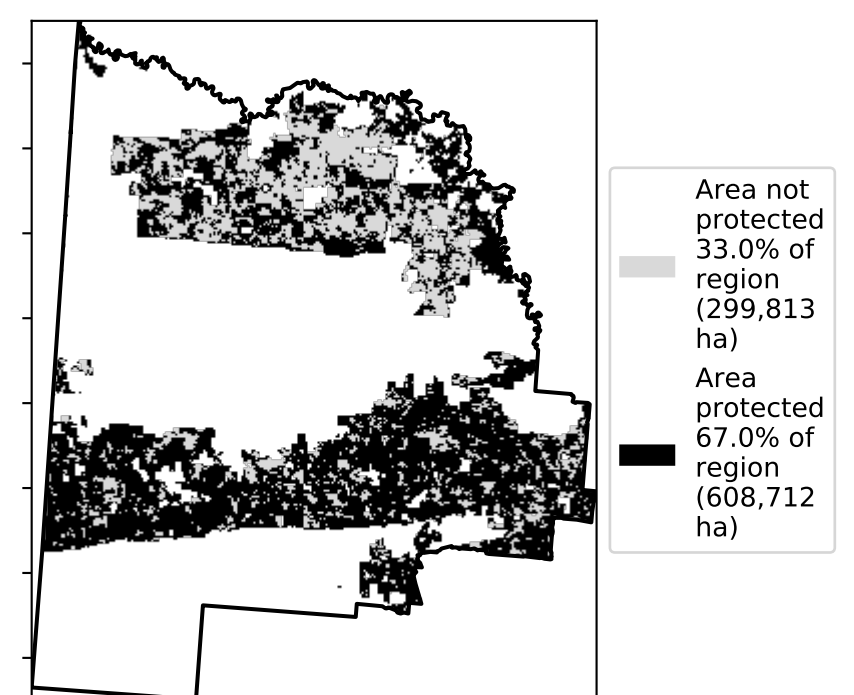 Area not
protected
33.0% of
region
(299,813
ha)
Area
protected
67.0% of
region
(608,712
ha)